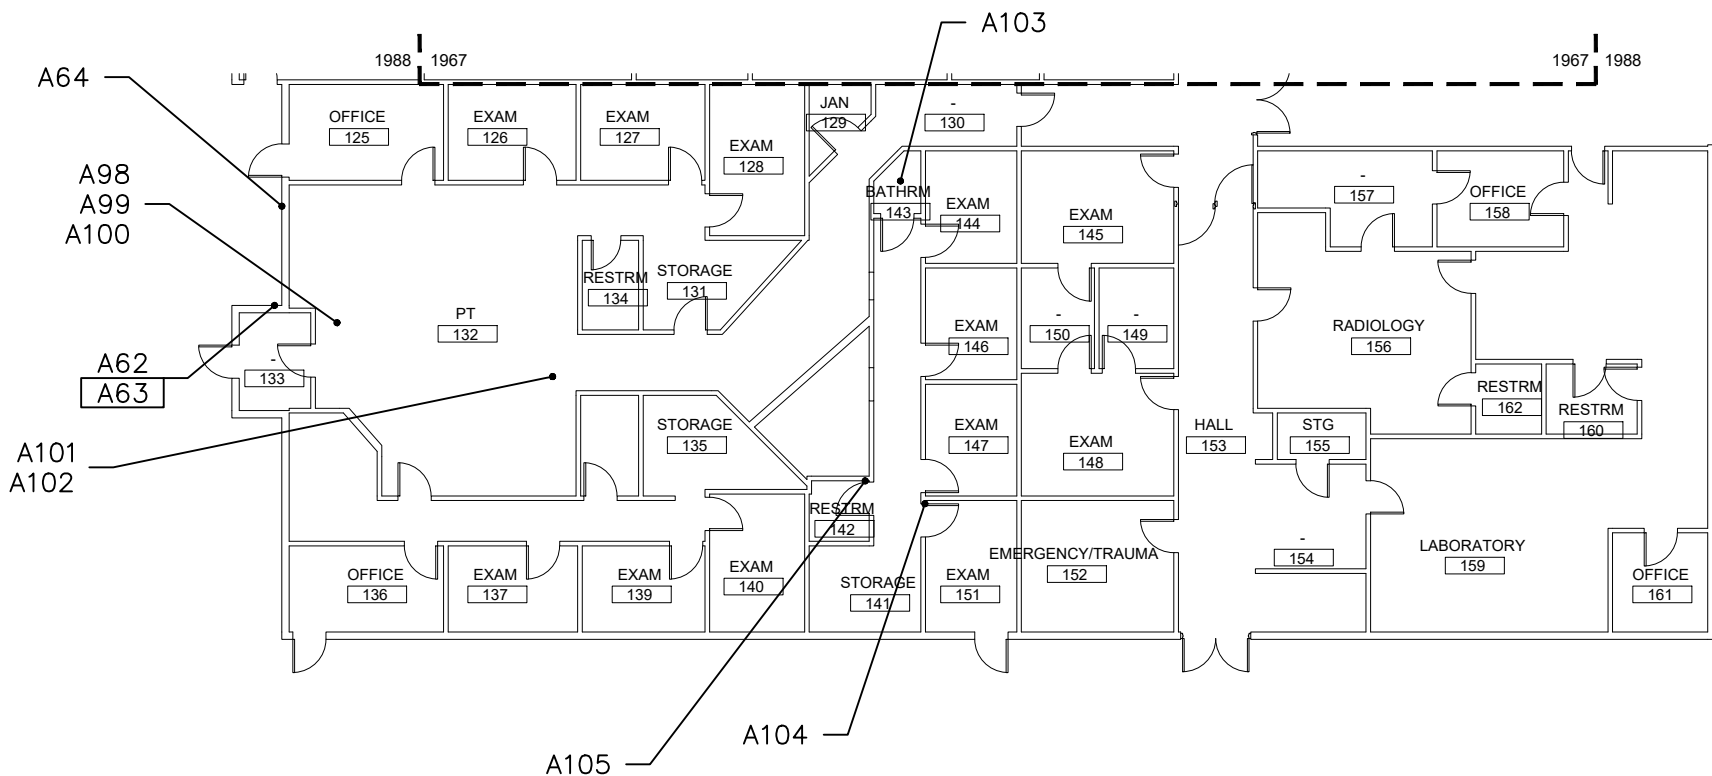 A103
1988 1967
1967 1988
A64
JAN
129
-
130
OFFICE
125
EXAM
126
EXAM
127
EXAM
128
A98
A99
A100
BATHRM
143
EXAM
144
EXAM
145
-
157
OFFICE
158
RESTRM
134
STORAGE
131
PT
132
EXAM
146
-
150
-
149
RADIOLOGY
156
A62
A63
-
133
RESTRM
162
RESTRM
160
A101
A102
STORAGE
135
EXAM
147
EXAM
148
HALL
153
STG
155
RESTRM
142
EMERGENCY/TRAUMA
152
-
154
LABORATORY
159
OFFICE
136
EXAM
137
EXAM
139
EXAM
140
STORAGE
141
EXAM
151
OFFICE
161
A104
A105